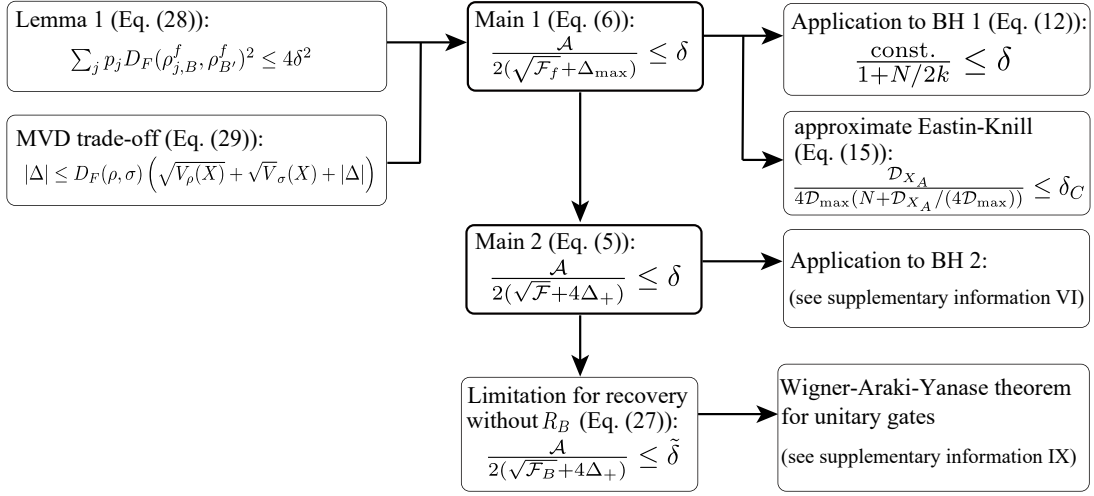 Lemma 1 (Eq. (28)):
∑_j p_j D_F(ρ^f_{j,B}, ρ^f_{B'})² ≤ 4δ²
MVD trade-off (Eq. (29)):
|Δ| ≤ D_F(ρ, σ) (√(V_ρ(X)) + √V_σ(X) + |Δ|)
Main 1 (Eq. (6)):
𝒜 / 2(√ℱ_f + Δ_max) ≤ δ
Application to BH 1 (Eq. (12)):
const. / 1+N/2k ≤ δ
approximate Eastin-Knill
(Eq. (15)):
𝒟_{X_A} / 4𝒟_max(N+𝒟_{X_A}/(4𝒟_max)) ≤ δ_C
Main 2 (Eq. (5)):
𝒜 / 2(√ℱ+4Δ_+) ≤ δ
Application to BH 2:
(see supplementary information VI)
Limitation for recovery
without R_B (Eq. (27)):
𝒜 / 2(√ℱ_B+4Δ_+) ≤ δ̃
Wigner-Araki-Yanase theorem
for unitary gates
(see supplementary information IX)